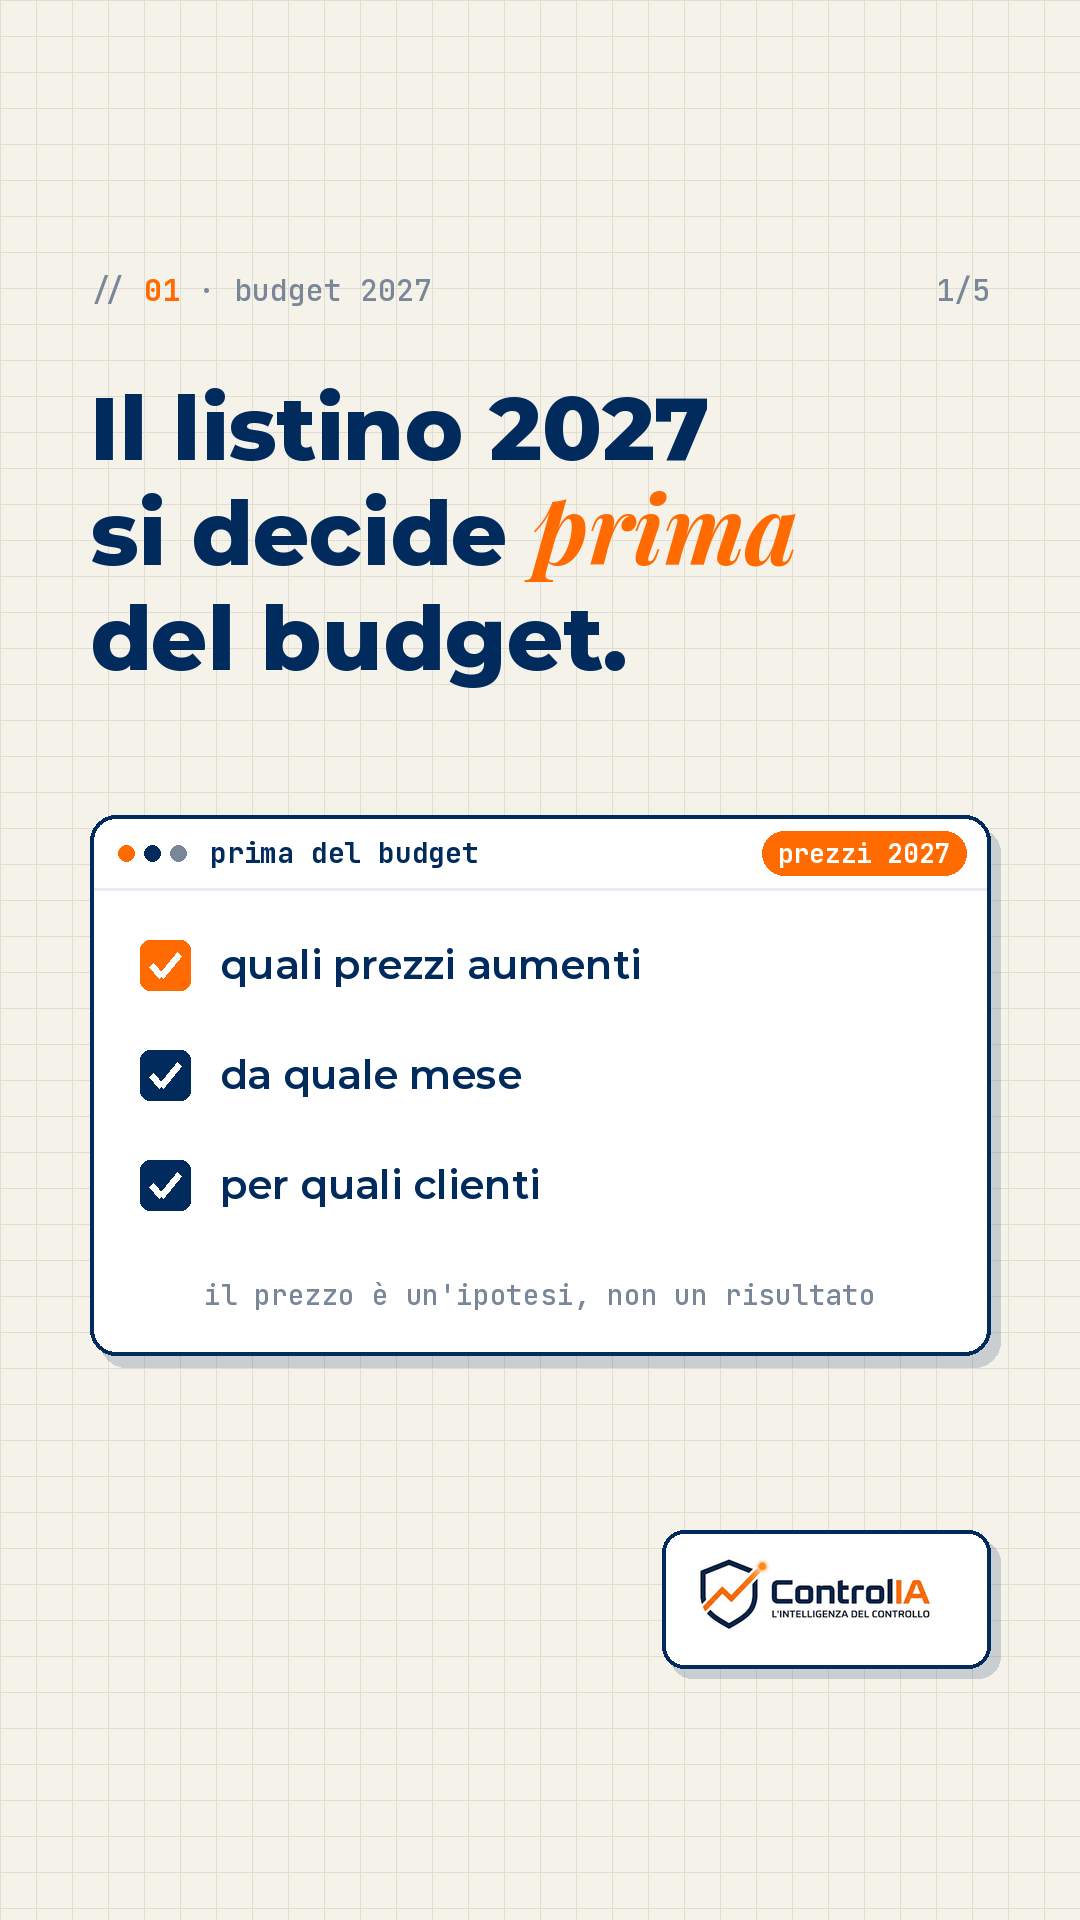 // 01 · budget 2027
1/5
Il listino 2027
si decide prima
del budget.
prima del budget
prezzi 2027
quali prezzi aumenti
da quale mese
per quali clienti
il prezzo è un'ipotesi, non un risultato
ControllA
L'INTELLIGENZA DEL CONTROLLO